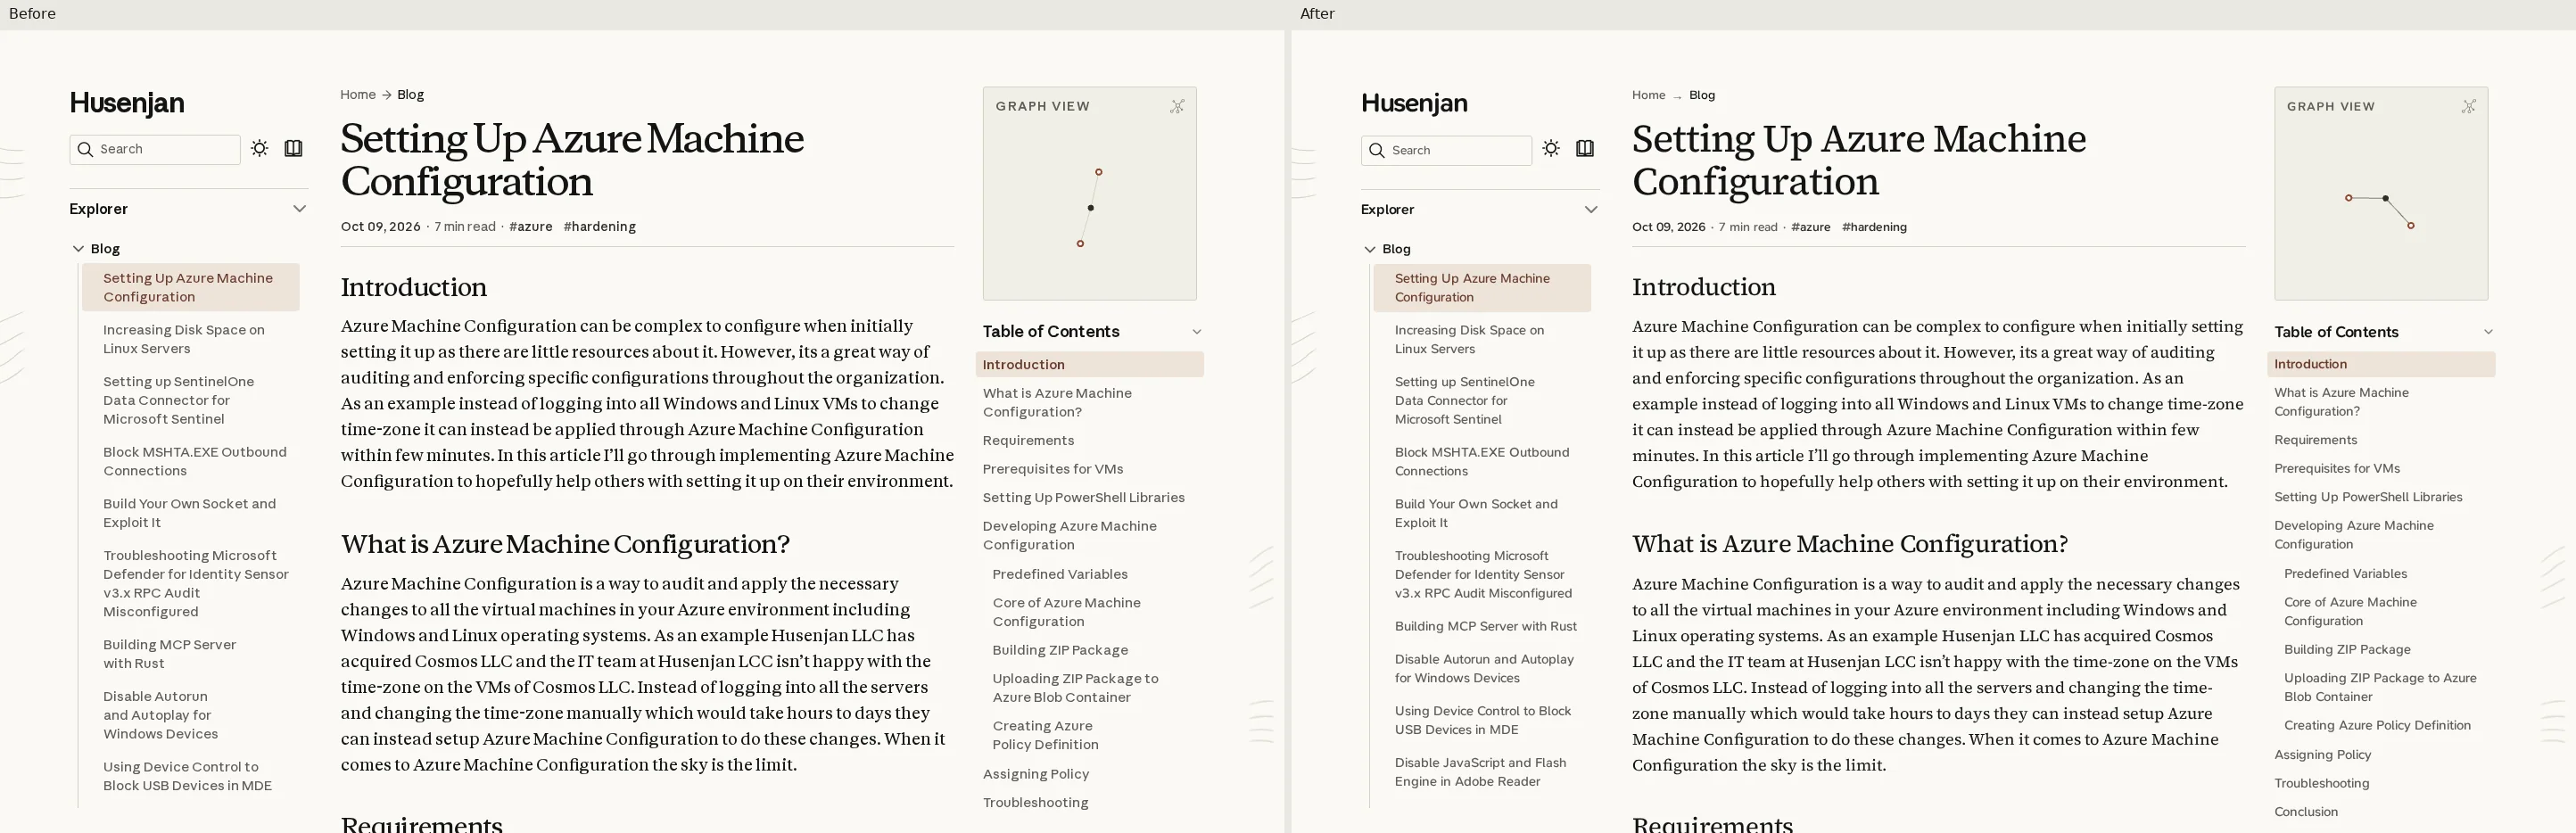 Before
Husenjan
Search
Explorer
Blog
Setting Up Azure Machine
Configuration
Increasing Disk Space on
Linux Servers
Setting up SentinelOne
Data Connector for
Microsoft Sentinel
Block MSHTA.EXE Outbound
Connections
Build Your Own Socket and
Exploit It
Troubleshooting Microsoft
Defender for Identity Sensor
v3.x RPC Audit
Misconfigured
Building MCP Server
with Rust
Disable Autorun
and Autoplay for
Windows Devices
Using Device Control to
Block USB Devices in MDE
Home → Blog
Setting Up Azure Machine
Configuration
Oct 09, 2026 · 7 min read · #azure #hardening
Introduction
Azure Machine Configuration can be complex to configure when initially
setting it up as there are little resources about it. However, its a great way of
auditing and enforcing specific configurations throughout the organization.
As an example instead of logging into all Windows and Linux VMs to change
time-zone it can instead be applied through Azure Machine Configuration
within few minutes. In this article I’ll go through implementing Azure Machine
Configuration to hopefully help others with setting it up on their environment.
What is Azure Machine Configuration?
Azure Machine Configuration is a way to audit and apply the necessary
changes to all the virtual machines in your Azure environment including
Windows and Linux operating systems. As an example Husenjan LLC has
acquired Cosmos LLC and the IT team at Husenjan LCC isn’t happy with the
time-zone on the VMs of Cosmos LLC. Instead of logging into all the servers
and changing the time-zone manually which would take hours to days they
can instead setup Azure Machine Configuration to do these changes. When it
comes to Azure Machine Configuration the sky is the limit.
Requirements
GRAPH VIEW
Table of Contents
Introduction
What is Azure Machine
Configuration?
Requirements
Prerequisites for VMs
Setting Up PowerShell Libraries
Developing Azure Machine
Configuration
Predefined Variables
Core of Azure Machine
Configuration
Building ZIP Package
Uploading ZIP Package to
Azure Blob Container
Creating Azure
Policy Definition
Assigning Policy
Troubleshooting
After
Husenjan
Search
Explorer
Blog
Setting Up Azure Machine
Configuration
Increasing Disk Space on
Linux Servers
Setting up SentinelOne
Data Connector for
Microsoft Sentinel
Block MSHTA.EXE Outbound
Connections
Build Your Own Socket and
Exploit It
Troubleshooting Microsoft
Defender for Identity Sensor
v3.x RPC Audit Misconfigured
Building MCP Server with Rust
Disable Autorun and Autoplay
for Windows Devices
Using Device Control to Block
USB Devices in MDE
Disable JavaScript and Flash
Engine in Adobe Reader
Home → Blog
Setting Up Azure Machine
Configuration
Oct 09, 2026 · 7 min read · #azure #hardening
Introduction
Azure Machine Configuration can be complex to configure when initially setting
it up as there are little resources about it. However, its a great way of auditing
and enforcing specific configurations throughout the organization. As an
example instead of logging into all Windows and Linux VMs to change time-zone
it can instead be applied through Azure Machine Configuration within few
minutes. In this article I’ll go through implementing Azure Machine
Configuration to hopefully help others with setting it up on their environment.
What is Azure Machine Configuration?
Azure Machine Configuration is a way to audit and apply the necessary changes
to all the virtual machines in your Azure environment including Windows and
Linux operating systems. As an example Husenjan LLC has acquired Cosmos
LLC and the IT team at Husenjan LCC isn’t happy with the time-zone on the VMs
of Cosmos LLC. Instead of logging into all the servers and changing the time-
zone manually which would take hours to days they can instead setup Azure
Machine Configuration to do these changes. When it comes to Azure Machine
Configuration the sky is the limit.
Requirements
GRAPH VIEW
Table of Contents
Introduction
What is Azure Machine
Configuration?
Requirements
Prerequisites for VMs
Setting Up PowerShell Libraries
Developing Azure Machine
Configuration
Predefined Variables
Core of Azure Machine
Configuration
Building ZIP Package
Uploading ZIP Package to Azure
Blob Container
Creating Azure Policy Definition
Assigning Policy
Troubleshooting
Conclusion